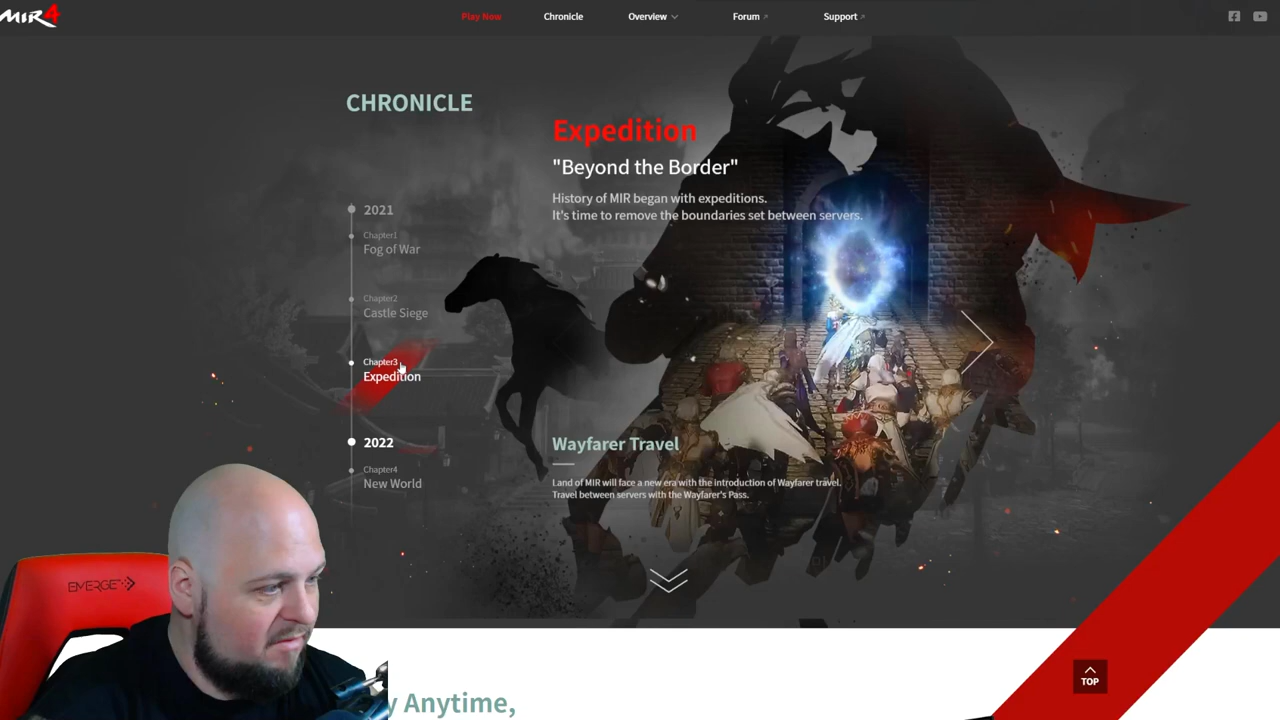 MIR4
Play Now
Chronicle
Overview
Forum
Support
CHRONICLE
Expedition
"Beyond the Border"
History of MIR began with expeditions.
It's time to remove the boundaries set between servers.
2021
Chapter1
Fog of War
Chapter2
Castle Siege
Chapter3
Expedition
2022
Chapter4
New World
Wayfarer Travel
Land of MIR will face a new era with the introduction of Wayfarer travel.
Travel between servers with the Wayfarer's Pass.
EMERGE
TOP
y Anytime,